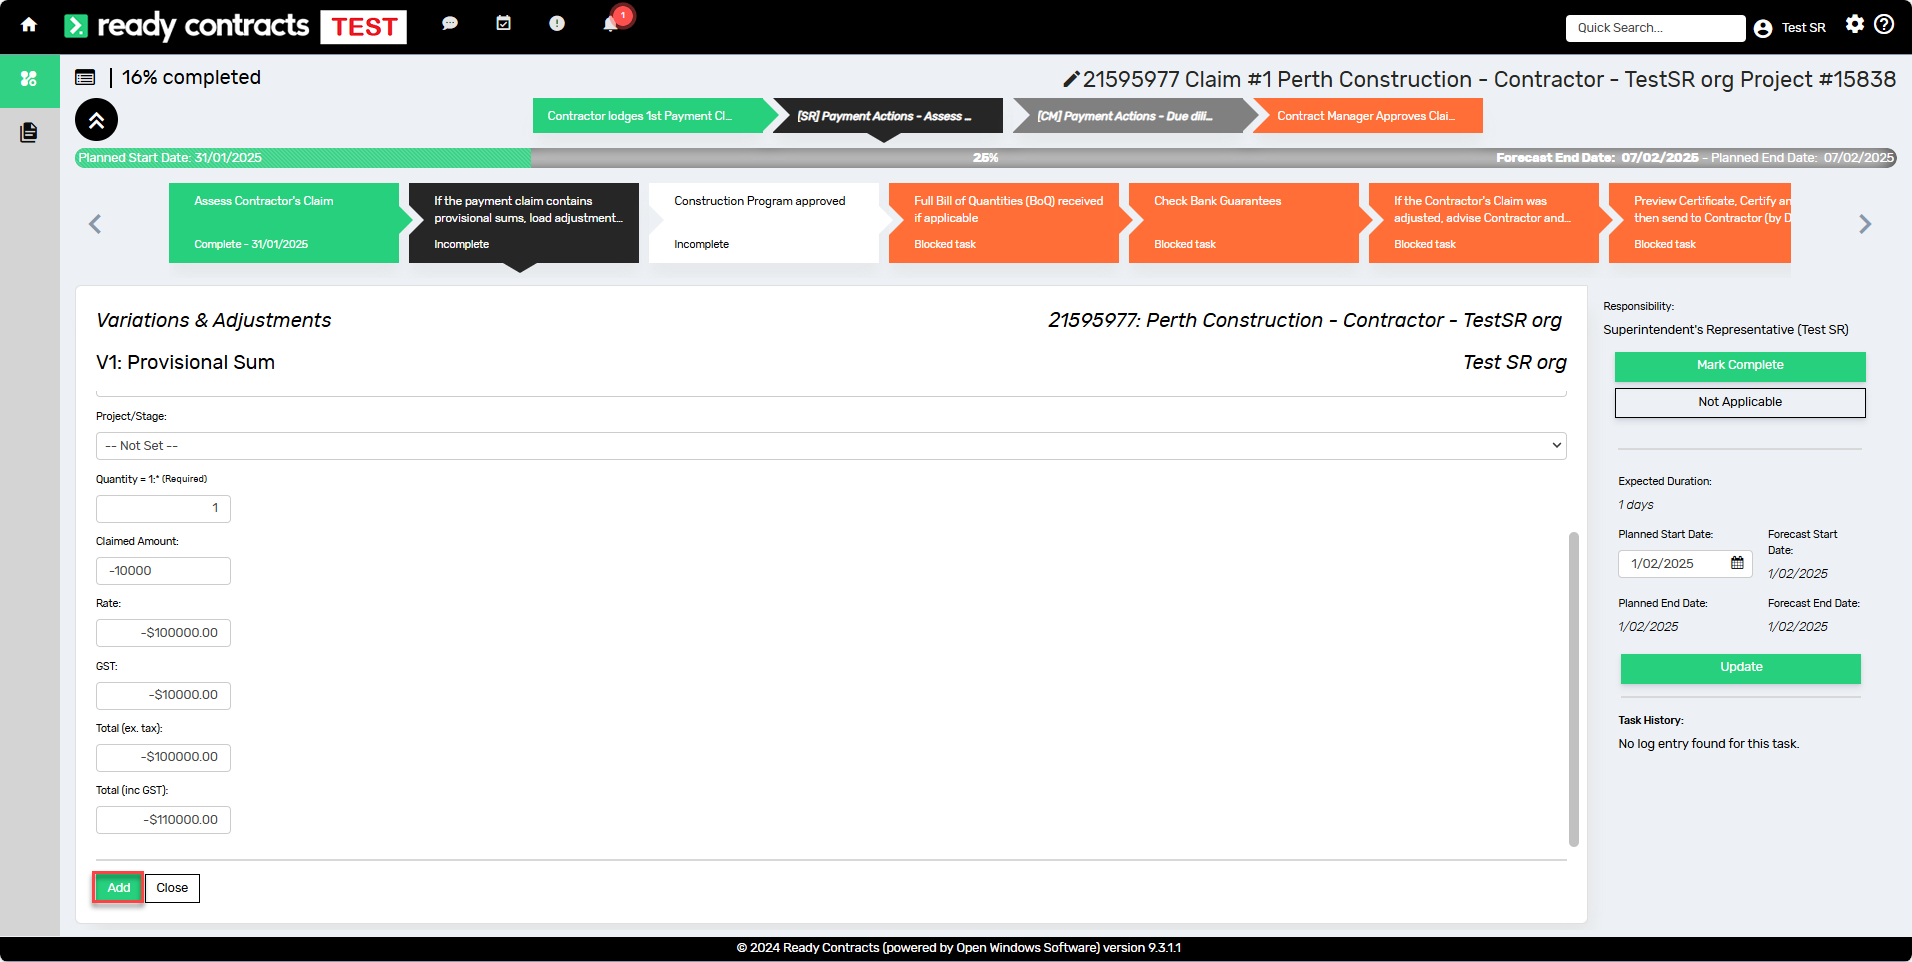 ready contracts TEST
1
Quick Search...
Test SR
16% completed
21595977 Claim #1 Perth Construction - Contractor - TestSR org Project #15838
Contractor lodges 1st Payment Cl...
[SR] Payment Actions - Assess ...
[CM] Payment Actions - Due dili...
Contract Manager Approves Clai...
Planned Start Date: 31/01/2025
25%
Forecast End Date: 07/02/2025 - Planned End Date: 07/02/2025
Assess Contractor's Claim
Complete - 31/01/2025
If the payment claim contains
provisional sums, load adjustment...
Incomplete
Construction Program approved
Incomplete
Full Bill of Quantities (BoQ) received
if applicable
Blocked task
Check Bank Guarantees
Blocked task
If the Contractor's Claim was
adjusted, advise Contractor and...
Blocked task
Preview Certificate, Certify an
then send to Contractor (by D
Blocked task
Variations & Adjustments
21595977: Perth Construction - Contractor - TestSR org
V1: Provisional Sum
Test SR org
Project/Stage:
-- Not Set --
Quantity = 1:* (Required)
1
Claimed Amount:
-10000
Rate:
-$100000.00
GST:
-$10000.00
Total (ex. tax):
-$100000.00
Total (inc GST):
-$110000.00
Add
Close
Responsibility:
Superintendent's Representative (Test SR)
Mark Complete
Not Applicable
Expected Duration:
1 days
Planned Start Date:
1/02/2025
Forecast Start
Date:
1/02/2025
Planned End Date:
1/02/2025
Forecast End Date:
1/02/2025
Update
Task History:
No log entry found for this task.
© 2024 Ready Contracts (powered by Open Windows Software) version 9.3.1.1